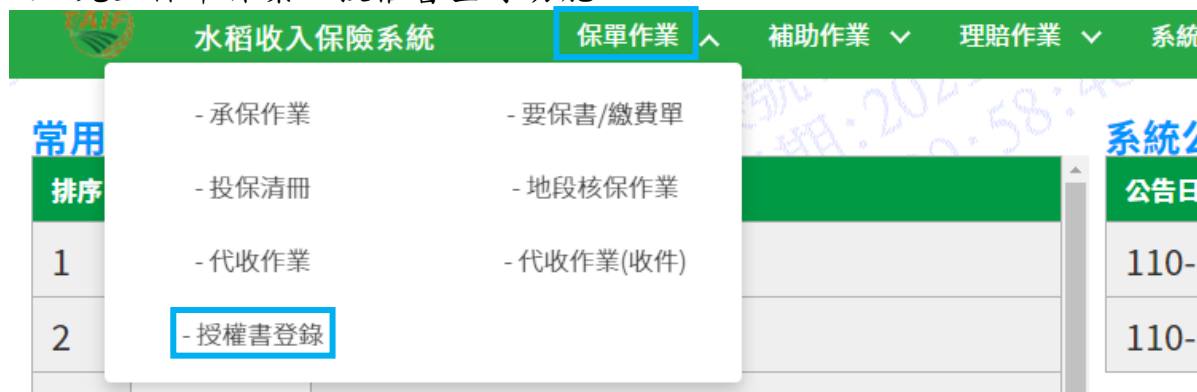 TAIF
水稻收入保險系統 保單作業 補助作業 理賠作業 系統
- 承保作業 - 要保書/繳費單
常用 系統公
- 投保清冊 - 地段核保作業
排序 公告日
- 代收作業 - 代收作業(收件)
1 110-
- 授權書登錄
2 110-